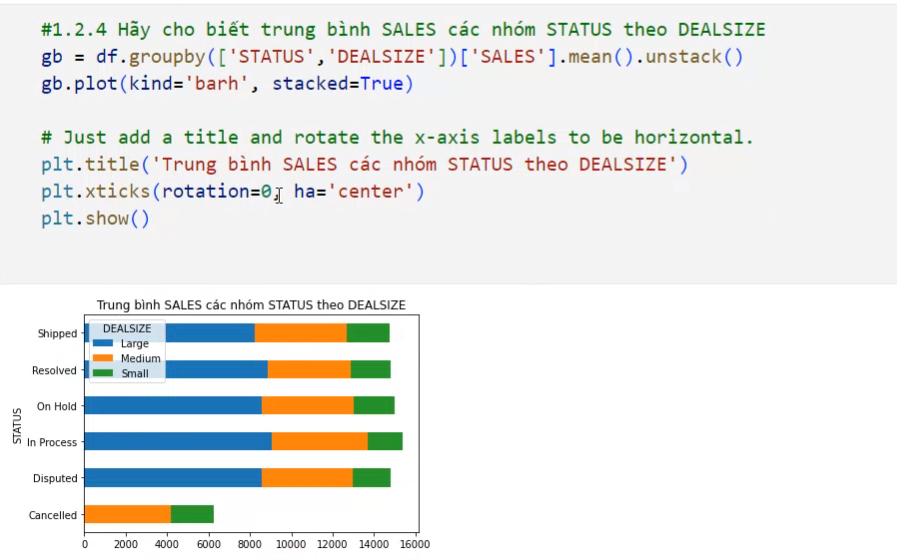 #1.2.4 Hãy cho biết trung bình SALES các nhóm STATUS theo DEALSIZE
gb = df.groupby(['STATUS','DEALSIZE'])['SALES'].mean().unstack()
gb.plot(kind='barh', stacked=True)
# Just add a title and rotate the x-axis labels to be horizontal.
plt.title('Trung bình SALES các nhóm STATUS theo DEALSIZE')
plt.xticks(rotation=0, ha='center')
plt.show()
Trung bình SALES các nhóm STATUS theo DEALSIZE
DEALSIZE
Large
Medium
Small
STATUS
Shipped
Resolved
On Hold
In Process
Disputed
Cancelled
0 2000 4000 6000 8000 10000 12000 14000 16000